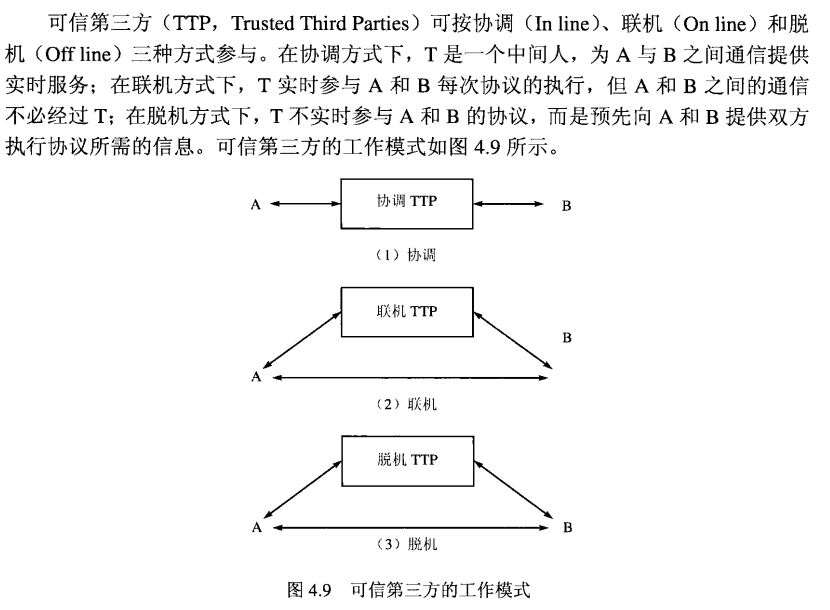 可信第三方（TTP，Trusted Third Parties）可按协调（In line）、联机（On line）和脱
机（Off line）三种方式参与。在协调方式下，T 是一个中间人，为 A 与 B 之间通信提供
实时服务；在联机方式下，T 实时参与 A 和 B 每次协议的执行，但 A 和 B 之间的通信
不必经过 T；在脱机方式下，T 不实时参与 A 和 B 的协议，而是预先向 A 和 B 提供双方
执行协议所需的信息。可信第三方的工作模式如图 4.9 所示。
A 协调 TTP B
（1）协调
联机 TTP
B
A
（2）联机
脱机 TTP
A B
（3）脱机
图 4.9 可信第三方的工作模式